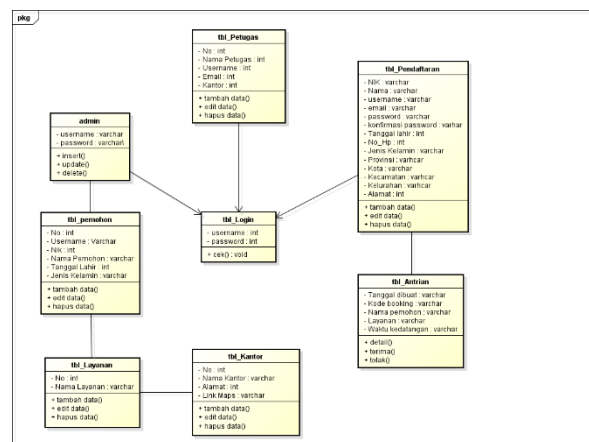 pkg
tbl_Petugas
- No : int
- Nama Petugas : int
- Username : int
- Email : int
- Kantor : int
+ tambah data()
+ edit data()
+ hapus data()
tbl_Pendaftaran
- NIK : varchar
- Nama : varchar
- username : varchar
- email : varchar
- password : varchar
- konfirmasi password : varhar
- Tanggal lahir : int
- No_Hp : int
- Jenis Kelamin : varchar
- Provinsi : varhcar
- Kota : varchar
- Kecamatan : varhcar
- Kelurahan : varhcar
- Alamat : int
+ tambah data()
+ edit data()
+ hapus data()
admin
- username : varchar
- password : varchar\
+ insert()
+ update()
+ delete()
tbl_Login
- username : int
- password : int
+ cek() : void
tbl_pemohon
- No : int
- Username : Varchar
- Nik : int
- Nama Pemohon : varchar
- Tanggal Lahir : int
- Jenis Kelamin : varchar
+ tambah data()
+ edit data()
+ hapus data()
tbl_Antrian
- Tanggal dibuat : varchar
- Kode booking : varchar
- Nama pemohon : varchar
- Layanan : varchar
- Waktu kedatangan : varchar
+ detail()
+ terima()
+ tolak()
tbl_Layanan
- No : int
- Nama Layanan : varchar
+ tambah data()
+ edit data()
+ hapus data()
tbl_Kantor
- No : int
- Nama Kantor : varchar
- Alamat : int
- Link Maps : varchar
+ tambah data()
+ edit data()
+ hapus data()